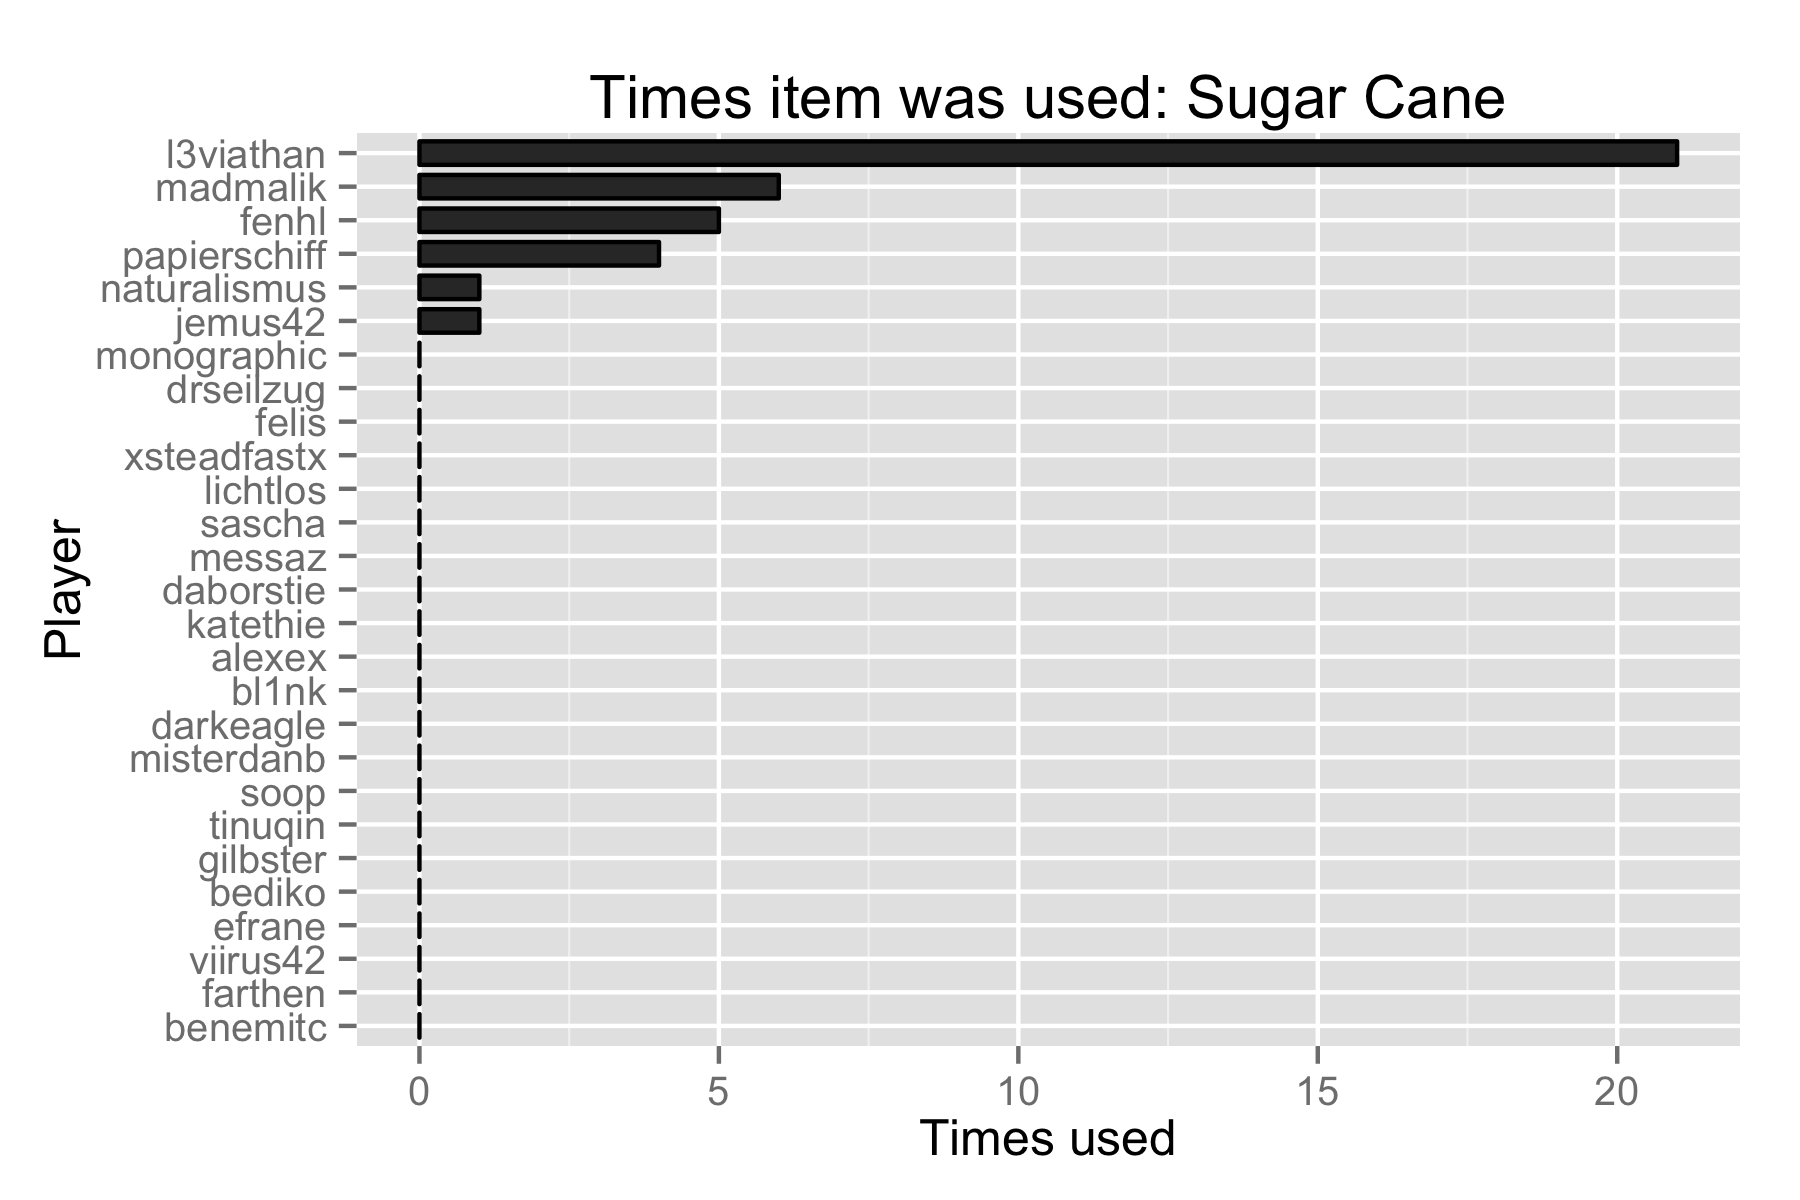 Times item was used: Sugar Cane
l3viathan
madmalik
fenhl
papierschiff
naturalismus
jemus42
monographic
drseilzug
felis
xsteadfastx
lichtlos
sascha
messaz
daborstie
katethie
alexex
bl1nk
darkeagle
misterdanb
soop
tinuqin
gilbster
bediko
efrane
viirus42
farthen
benemitc
Player
0 5 10 15 20
Times used